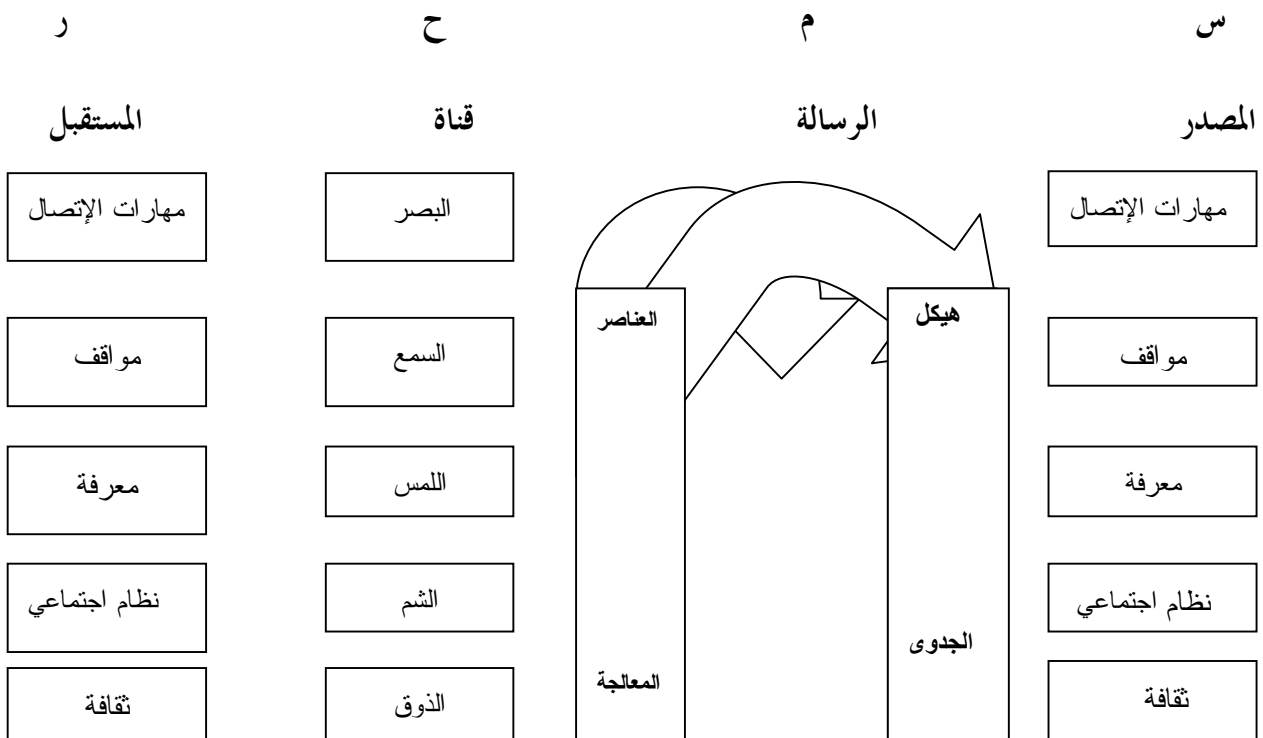 س م ح ر
المصدر الرسالة قناة المستقبل
مهارات الإتصال البصر مهارات الإتصال
هيكل العناصر
مواقف السمع مواقف
معرفة اللمس معرفة
نظام اجتماعي الشم نظام اجتماعي
الجدوى المعالجة
ثقافة الذوق ثقافة